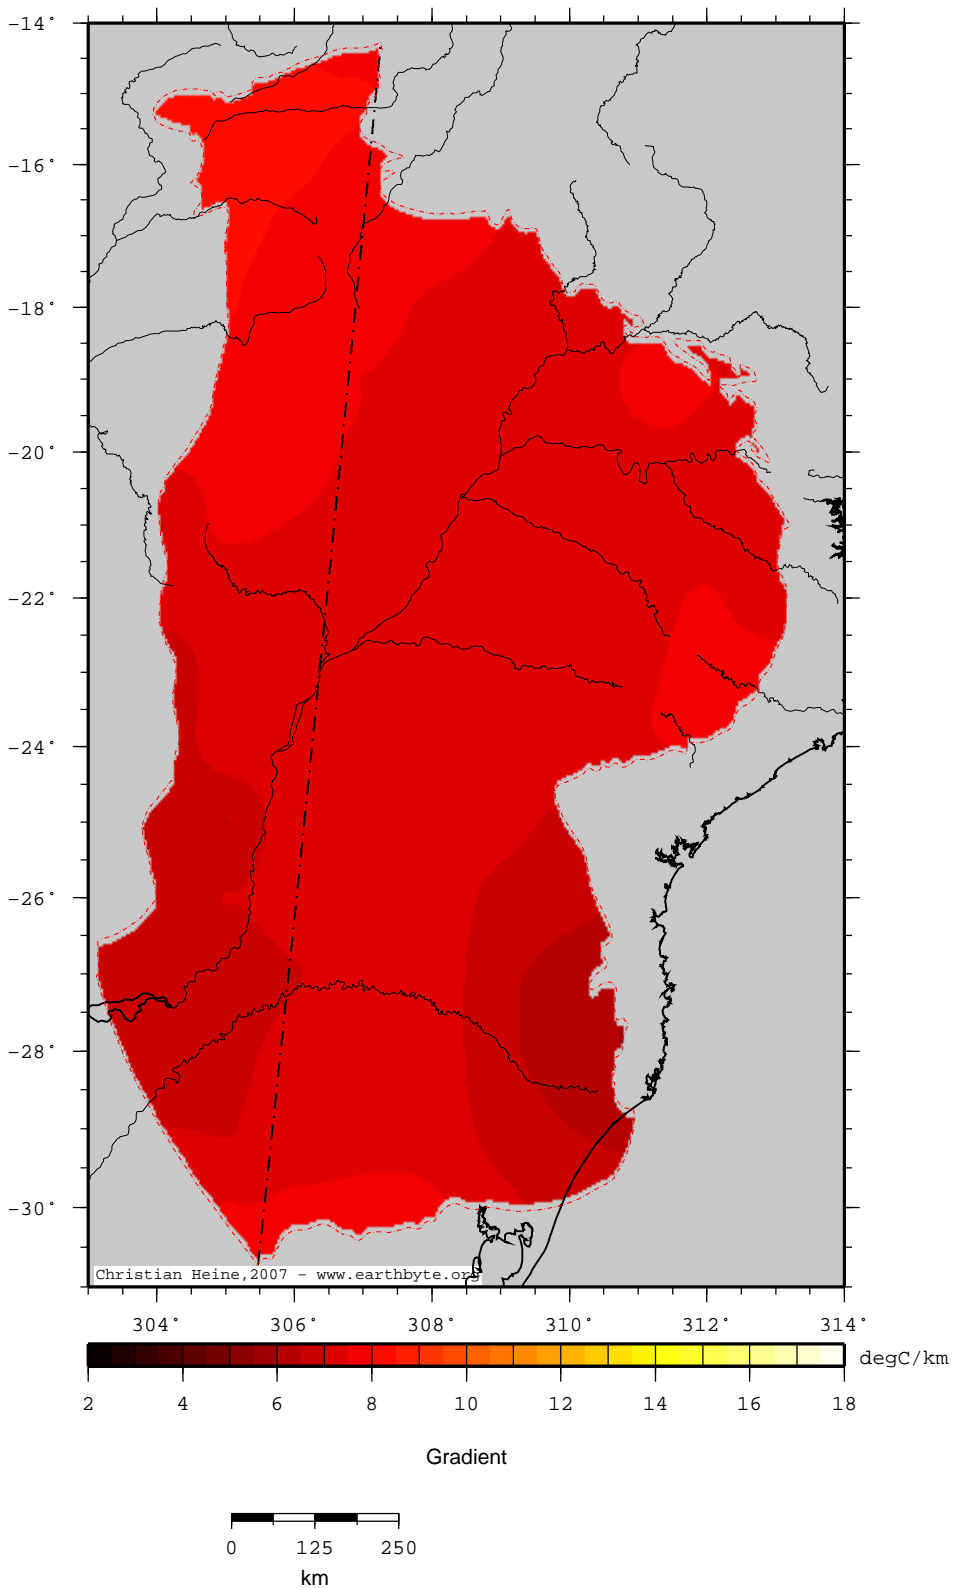 −14°
−16°
−18°
−20°
−22°
−24°
−26°
−28°
−30°
Christian Heine,2007 − www.earthbyte.org
304° 306° 308° 310° 312° 314°
degC/km
2 4 6 8 10 12 14 16 18
Gradient
0 125 250
km